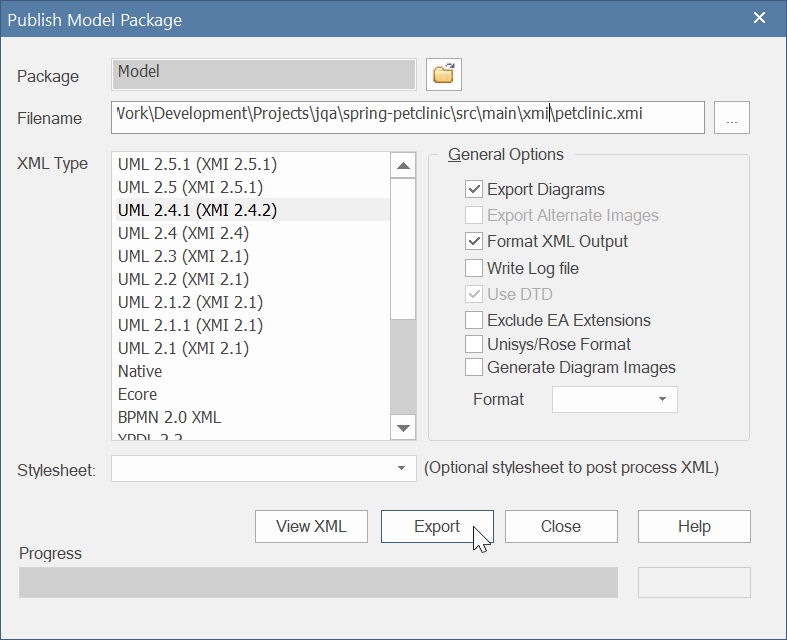 Publish Model Package
Package
Model
Filename
Work\Development\Projects\jqa\spring-petclinic\src\main\xmi\petclinic.xmi
...
XML Type
UML 2.5.1 (XMI 2.5.1)
UML 2.5 (XMI 2.5.1)
UML 2.4.1 (XMI 2.4.2)
UML 2.4 (XMI 2.4)
UML 2.3 (XMI 2.1)
UML 2.2 (XMI 2.1)
UML 2.1.2 (XMI 2.1)
UML 2.1.1 (XMI 2.1)
UML 2.1 (XMI 2.1)
Native
Ecore
BPMN 2.0 XML
XPDL 2.2
General Options
Export Diagrams
Export Alternate Images
Format XML Output
Write Log file
Use DTD
Exclude EA Extensions
Unisys/Rose Format
Generate Diagram Images
Format
Stylesheet:
(Optional stylesheet to post process XML)
View XML
Export
Close
Help
Progress